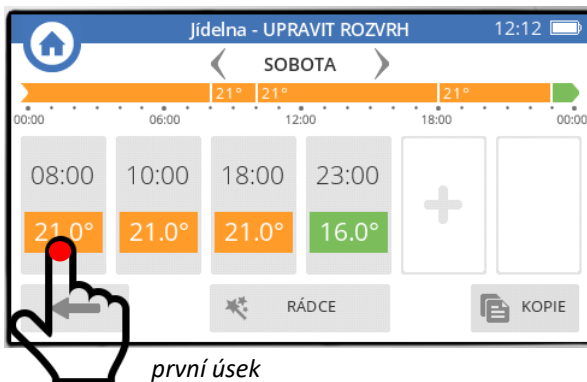 Jídelna - UPRAVIT ROZVRH 12:12
SOBOTA
21° 21° 21°
00:00 06:00 12:00 18:00 00:00
08:00 10:00 18:00 23:00
21.0° 21.0° 21.0° 16.0°
RÁDCE KOPIE
první úsek